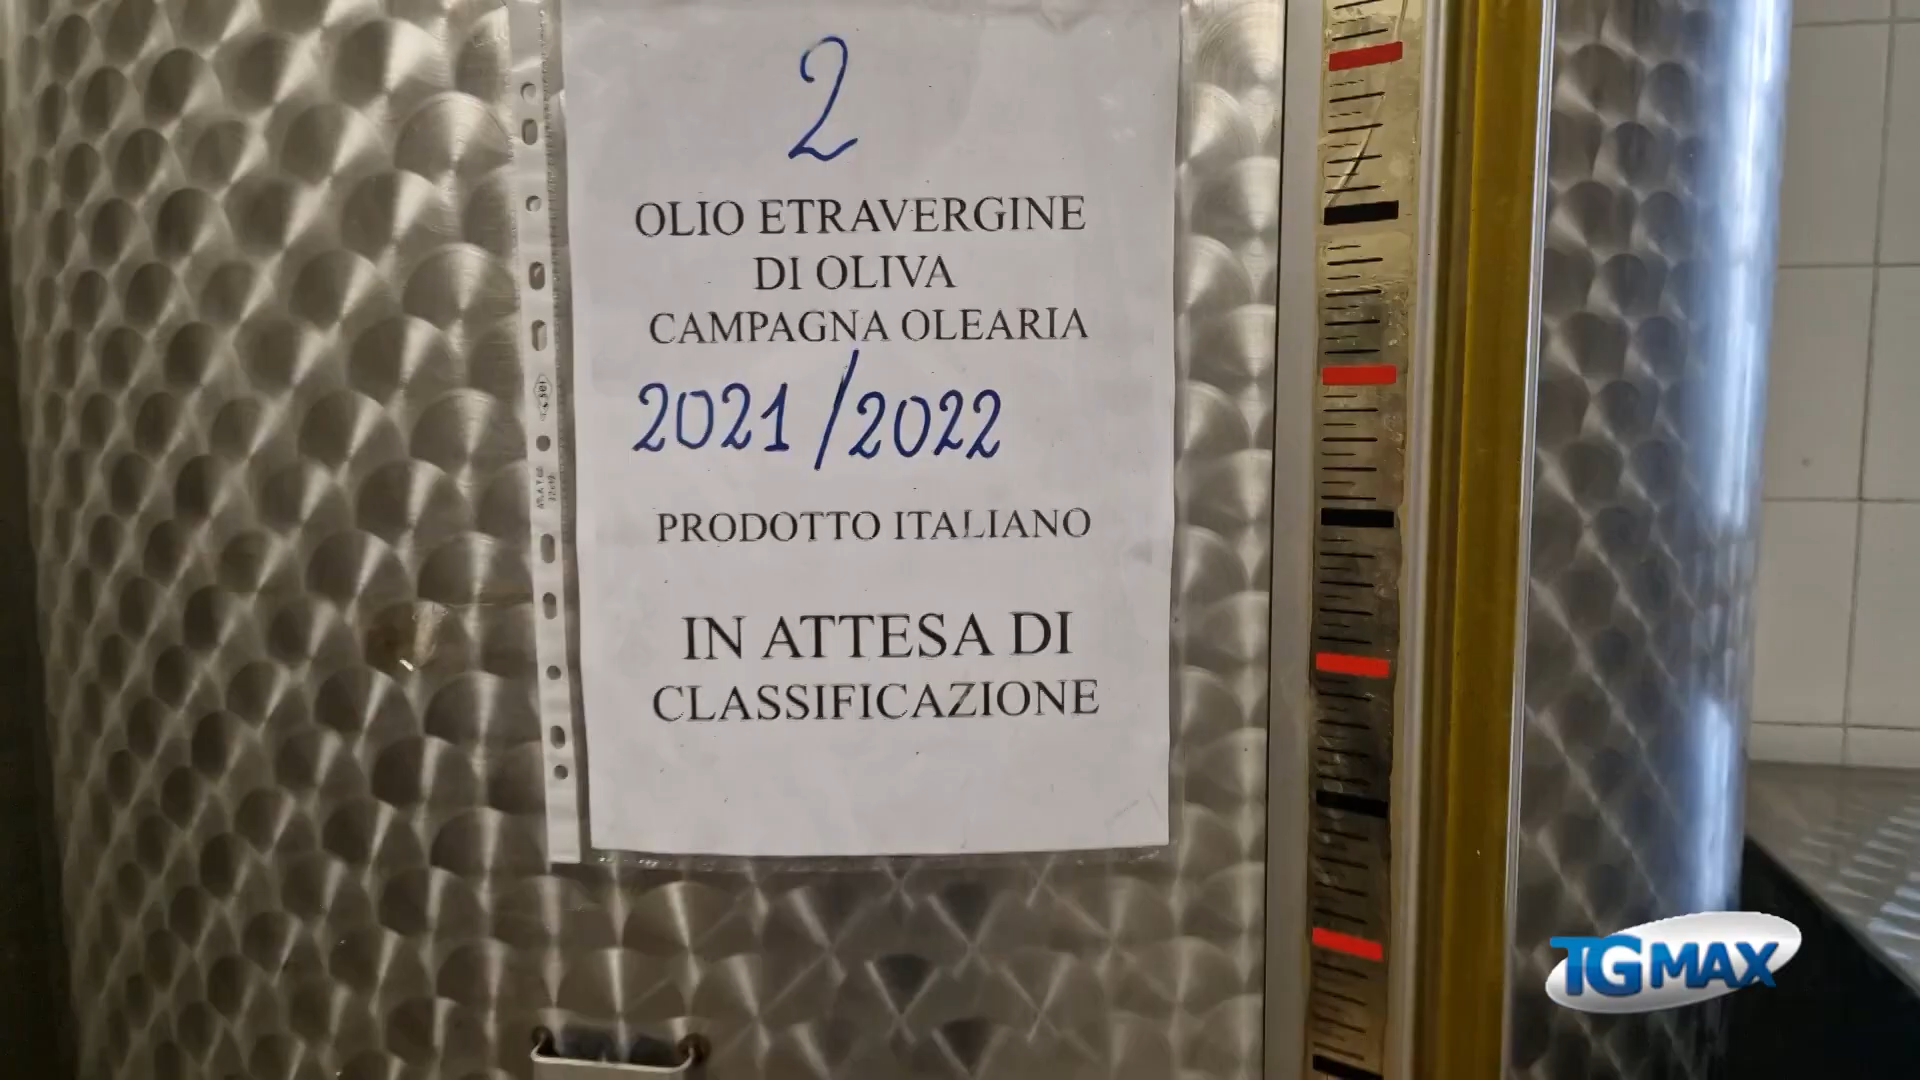 2
OLIO ETRAVERGINE
DI OLIVA
CAMPAGNA OLEARIA
2021/2022
PRODOTTO ITALIANO
IN ATTESA DI
CLASSIFICAZIONE
TGMAX